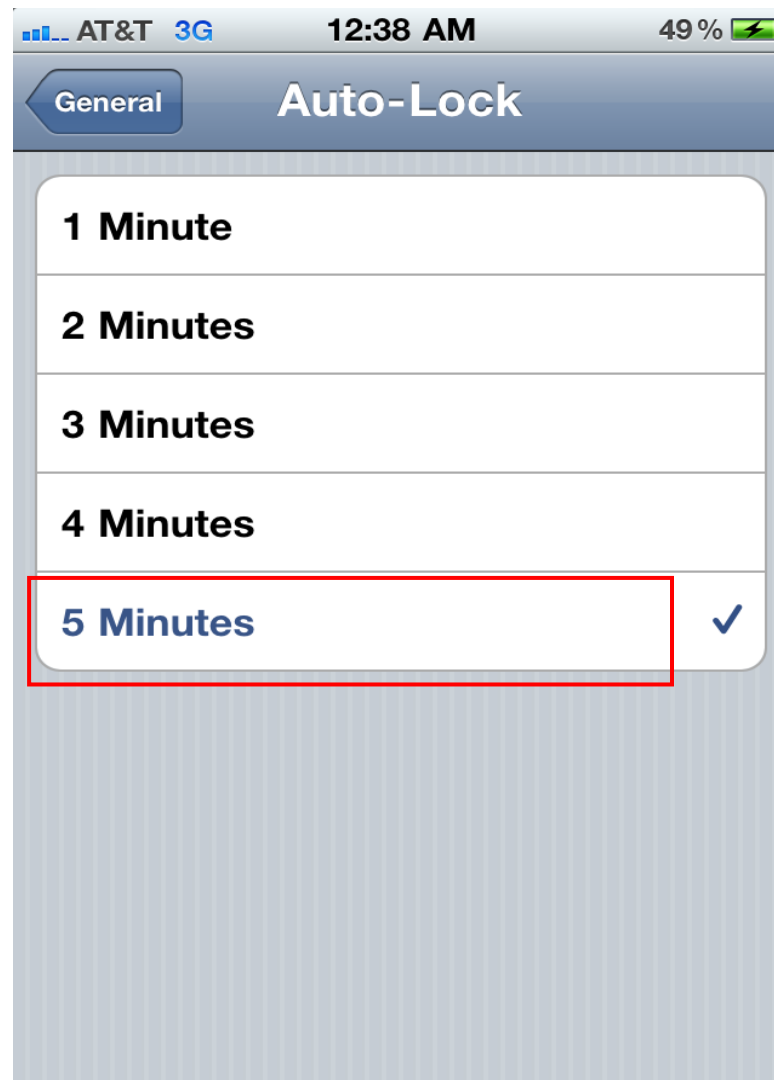 AT&T 3G 12:38 AM 49%
General Auto-Lock
1 Minute
2 Minutes
3 Minutes
4 Minutes
5 Minutes